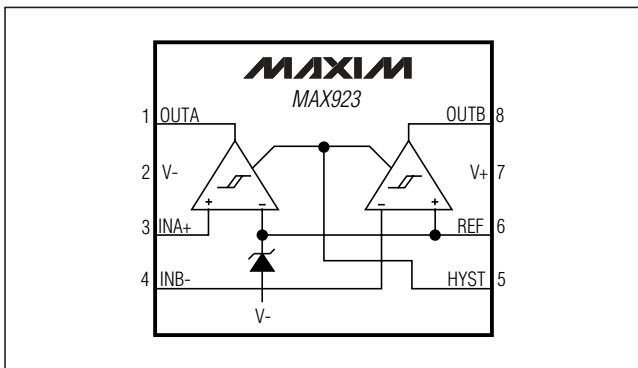 MAXIM
MAX923
1 OUTA OUTB 8
2 V- V+ 7
+ - - +
3 INA+ REF 6
4 INB- HYST 5
V-